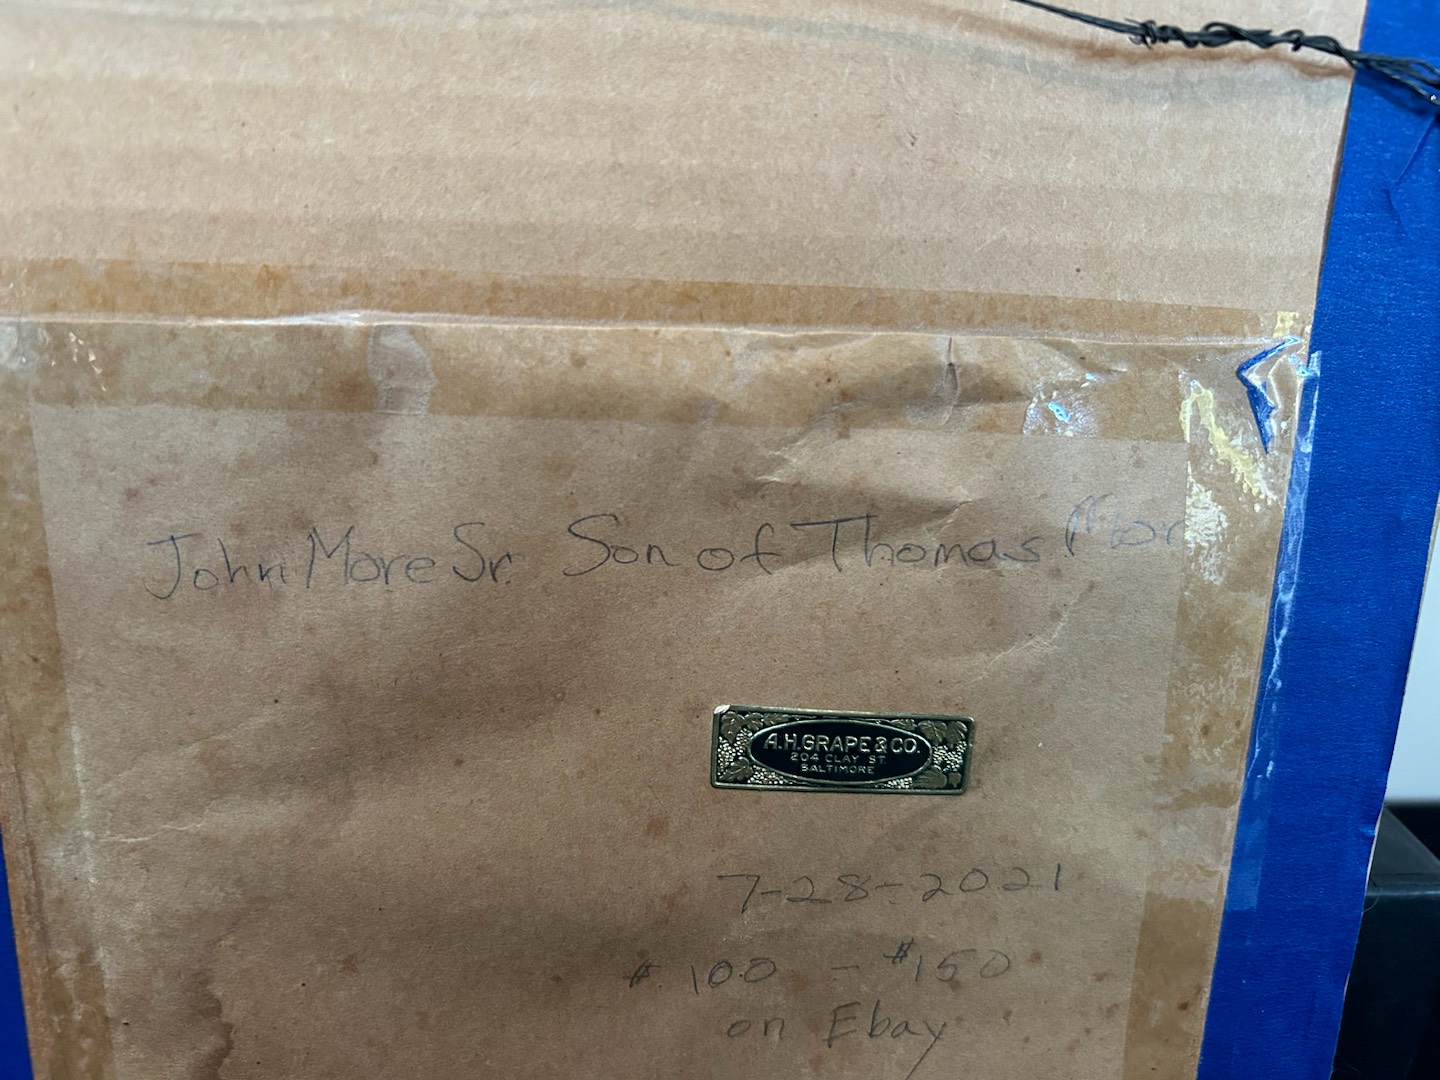 John More Sr. Son of Thomas Mor
A.H. GRAPE & CO.
204 CLAY ST.
BALTIMORE
7-28-2021
$100 - $150
on Ebay